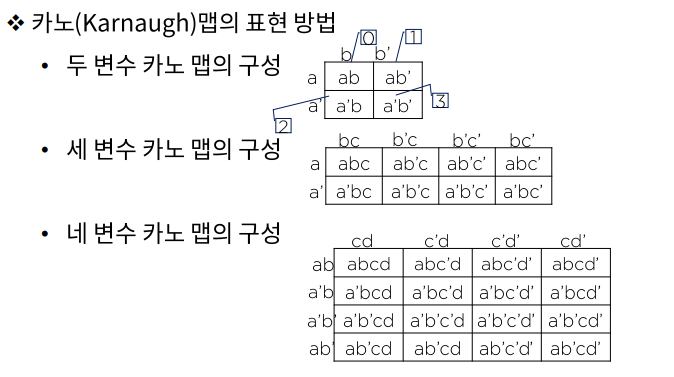 ❖ 카노(Karnaugh)맵의 표현 방법
• 두 변수 카노 맵의 구성
0 1
b b'
a ab ab'
a' a'b a'b'
2 3
• 세 변수 카노 맵의 구성
bc b'c b'c' bc'
a abc ab'c ab'c' abc'
a' a'bc a'b'c a'b'c' a'bc'
• 네 변수 카노 맵의 구성
cd c'd c'd' cd'
ab abcd abc'd abc'd' abcd'
a'b a'bcd a'bc'd a'bc'd' a'bcd'
a'b' a'b'cd a'b'c'd a'b'c'd' a'b'cd'
ab' ab'cd ab'cd ab'c'd' ab'cd'